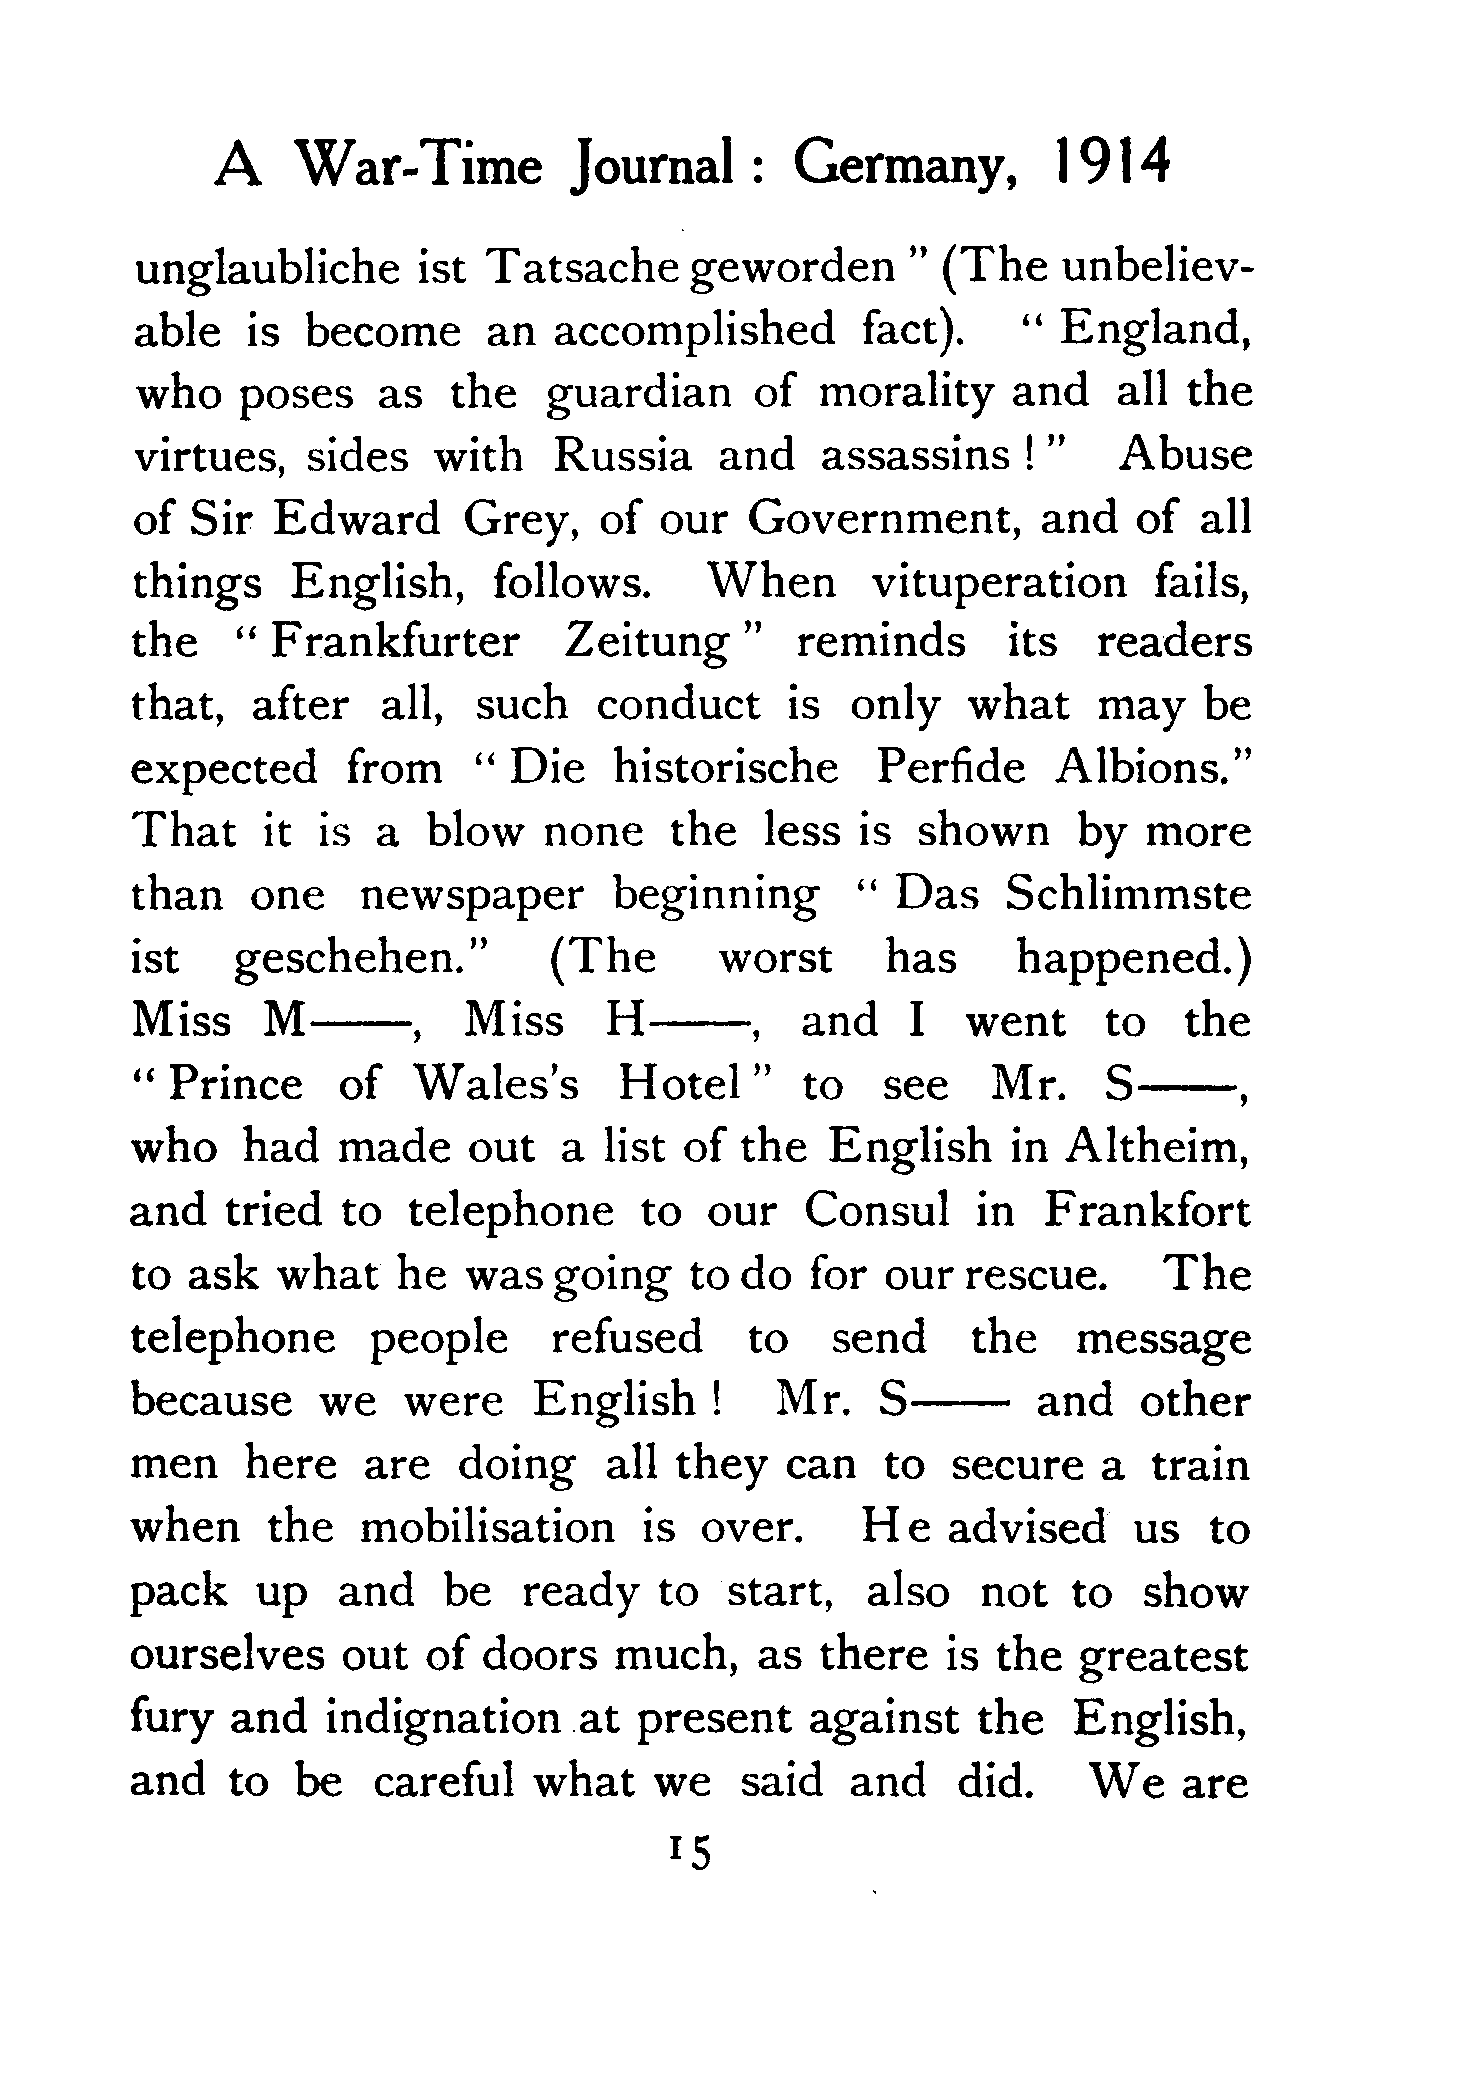 A War-Time Journal : Germany, 1914
unglaubliche ist Tatsache geworden " (The unbeliev-
able is become an accomplished fact). " England,
who poses as the guardian of morality and all the
virtues, sides with Russia and assassins ! " Abuse
of Sir Edward Grey, of our Government, and of all
things English, follows. When vituperation fails,
the " Frankfurter Zeitung " reminds its readers
that, after all, such conduct is only what may be
expected from " Die historische Perfide Albions."
That it is a blow none the less is shown by more
than one newspaper beginning " Das Schlimmste
ist geschehen." (The worst has happened.)
Miss M——, Miss H——, and I went to the
" Prince of Wales's Hotel " to see Mr. S——,
who had made out a list of the English in Altheim,
and tried to telephone to our Consul in Frankfort
to ask what he was going to do for our rescue. The
telephone people refused to send the message
because we were English ! Mr. S—— and other
men here are doing all they can to secure a train
when the mobilisation is over. He advised us to
pack up and be ready to start, also not to show
ourselves out of doors much, as there is the greatest
fury and indignation at present against the English,
and to be careful what we said and did. We are
15